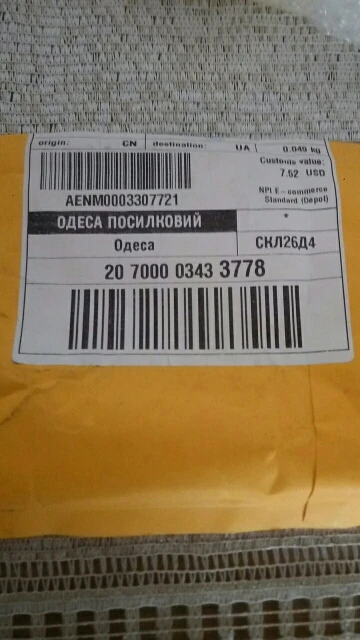 origin: CN destination: UA 0.049 kg
Customs value:
7.52 USD
AENM0003307721
NPI E-commerce
Standard (Depot)
ОДЕСА ПОСИЛКОВИЙ *
Одеса СКЛ26Д4
20 7000 0343 3778